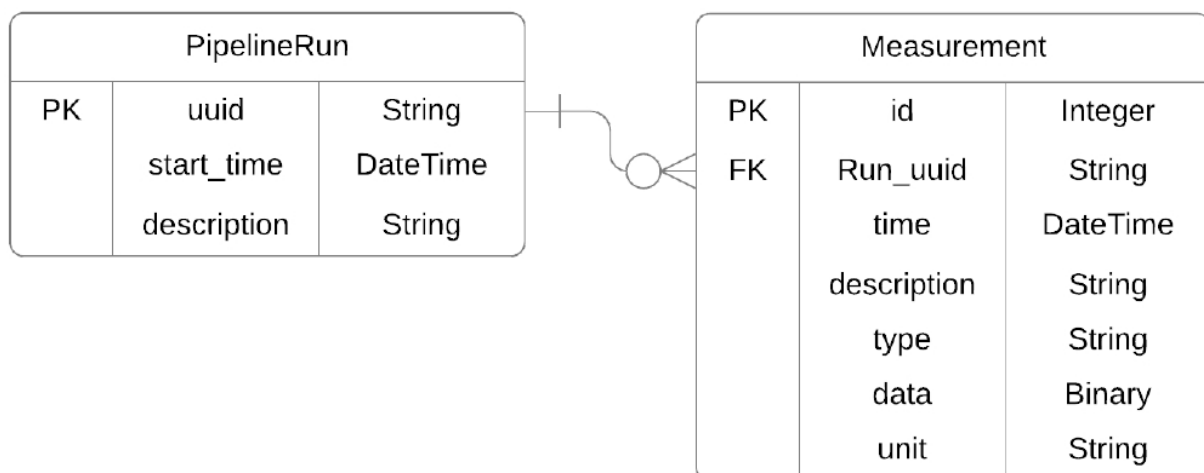 PipelineRun
PK uuid String
start_time DateTime
description String
Measurement
PK id Integer
FK Run_uuid String
time DateTime
description String
type String
data Binary
unit String